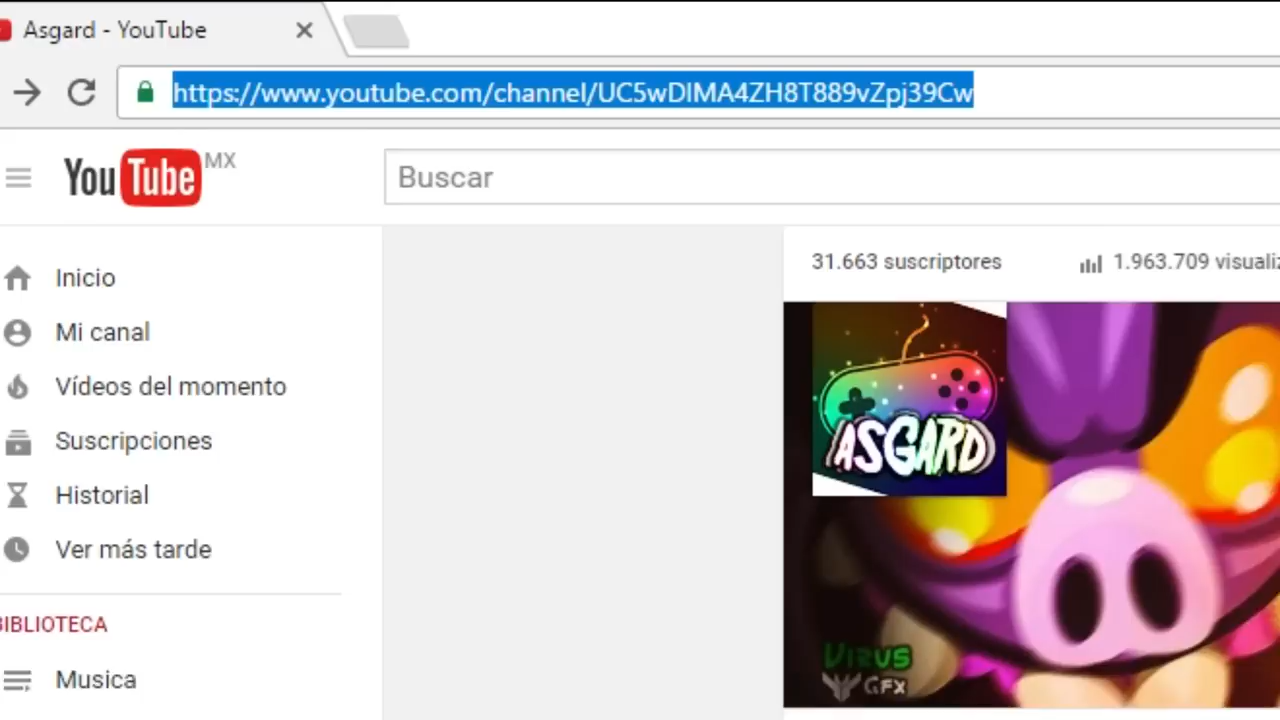 Asgard - YouTube
https://www.youtube.com/channel/UC5wDIMA4ZH8T889vZpj39Cw
YouTube MX
Buscar
31.663 suscriptores
1.963.709 visualiz
Inicio
Mi canal
Vídeos del momento
Suscripciones
Historial
Ver más tarde
BIBLIOTECA
Musica
ASGARD
VIRUS
GFX